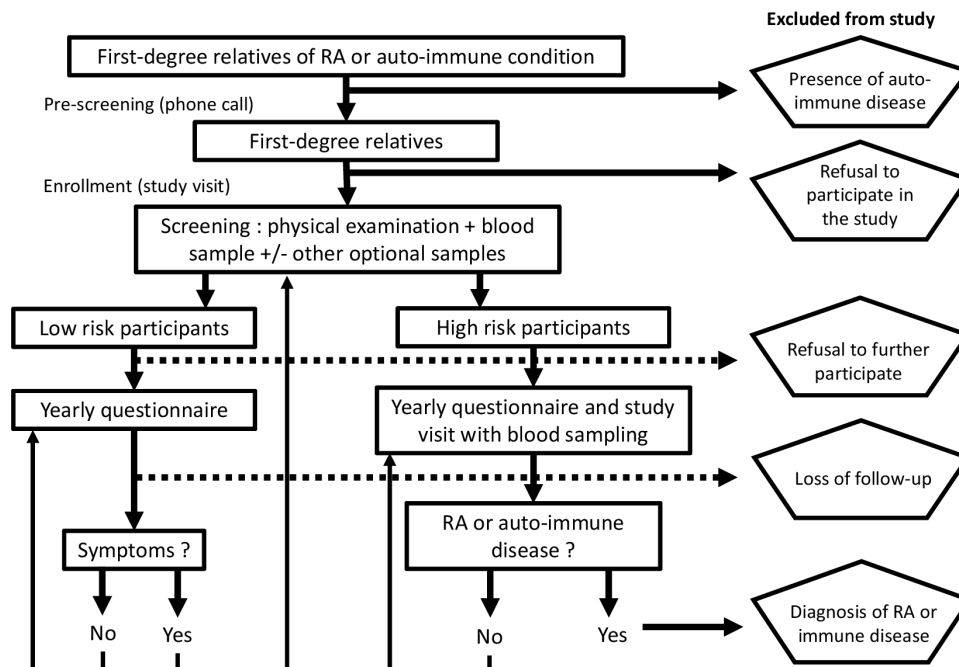 Excluded from study
First-degree relatives of RA or auto-immune condition
Presence of auto-
immune disease
Pre-screening (phone call)
First-degree relatives
Refusal to
participate in
the study
Enrollment (study visit)
Screening : physical examination + blood
sample +/- other optional samples
Low risk participants
High risk participants
Refusal to further
participate
Yearly questionnaire
Yearly questionnaire and study
visit with blood sampling
Loss of follow-up
Symptoms ?
RA or auto-immune
disease ?
No
Yes
No
Yes
Diagnosis of RA or
immune disease